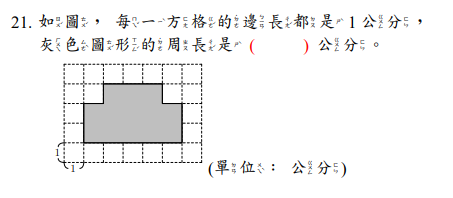 21. 如圖，每一方格的邊長都是 1 公分，
灰色圖形的周長是（　　）公分。
1
1
(單位：公分)